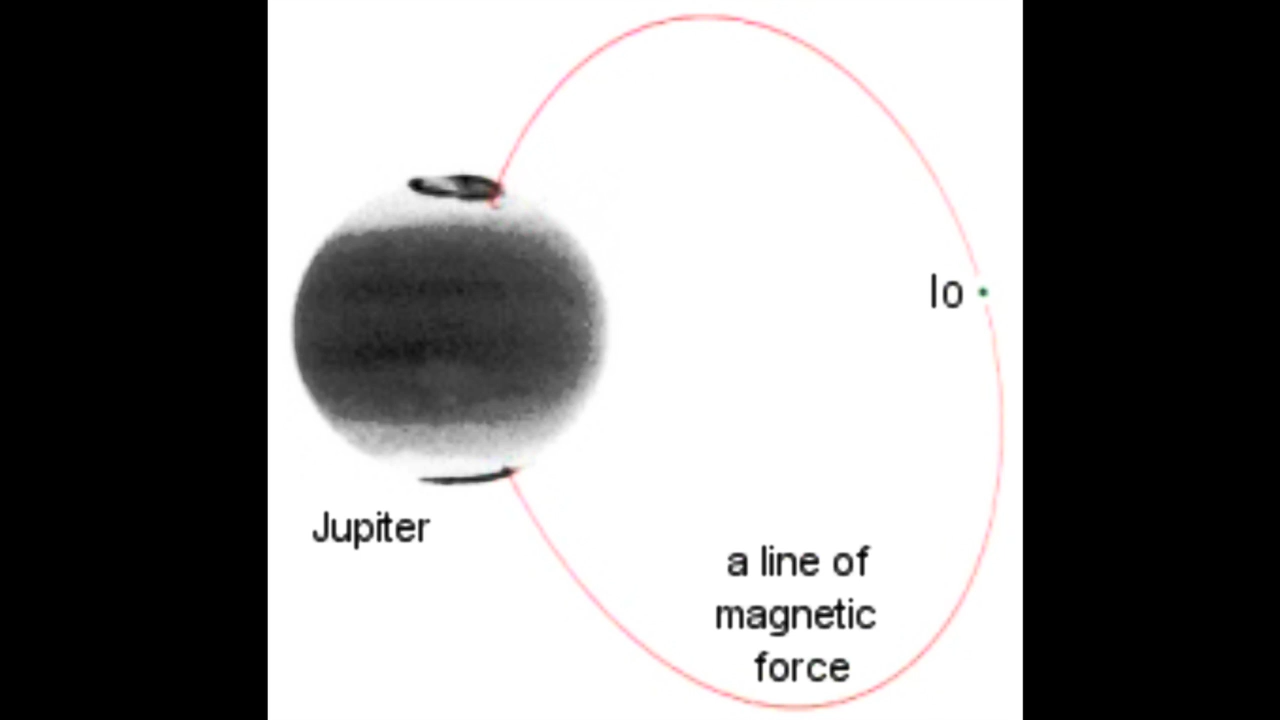 Io
Jupiter
a line of
magnetic
force